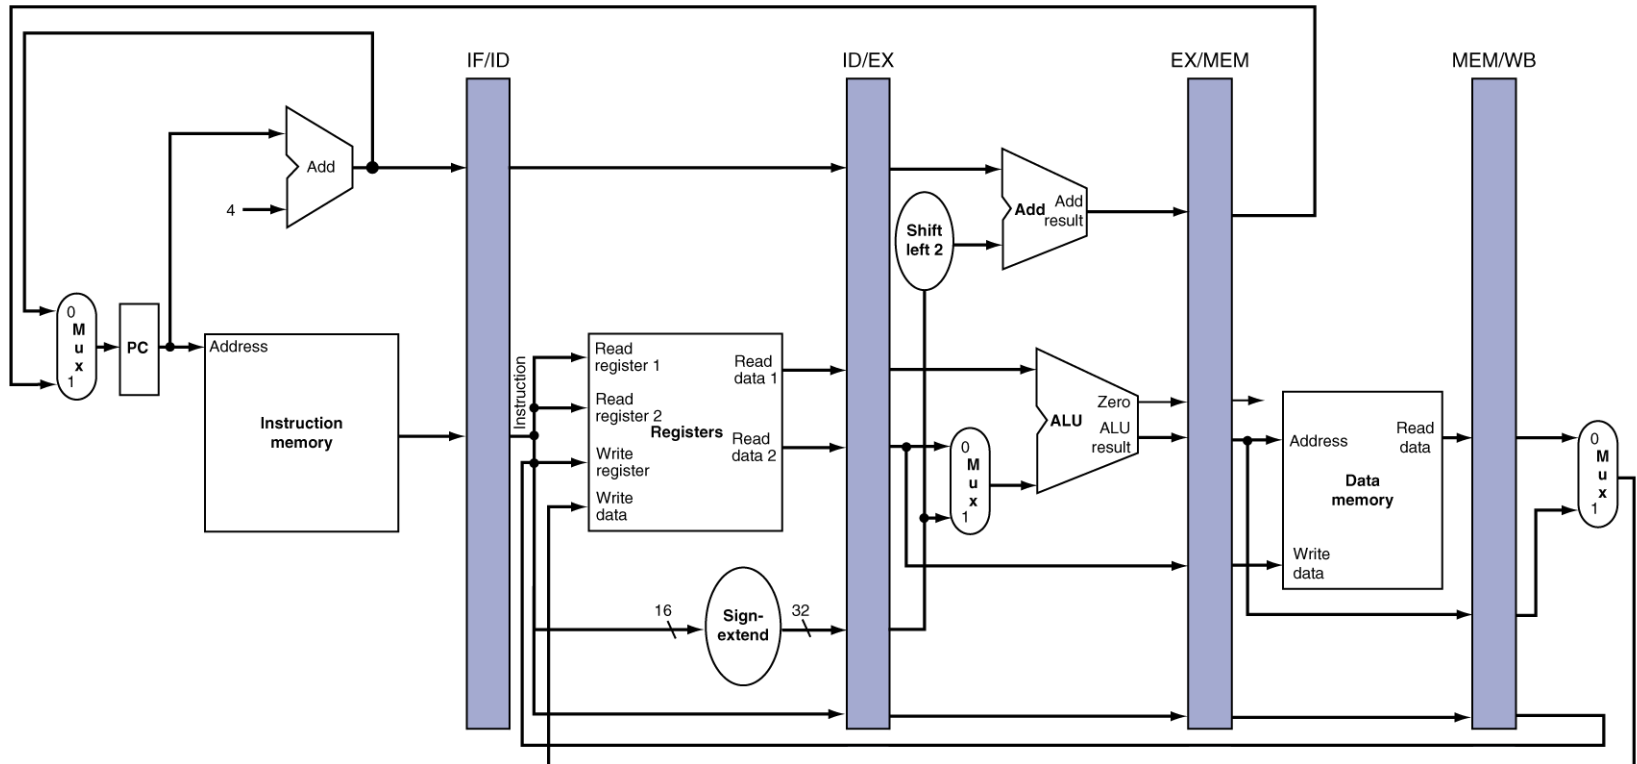 IF/ID
ID/EX
EX/MEM
MEM/WB
Add
4
Add
Add
result
Shift
left 2
0
M
u
x
1
PC
Address
Instruction
memory
Instruction
Read
register 1
Read
register 2
Write
register
Write
data
Registers
Read
data 1
Read
data 2
0
M
u
x
1
ALU
Zero
ALU
result
Address
Read
data
Data
memory
Write
data
0
M
u
x
1
16
Sign-
extend
32